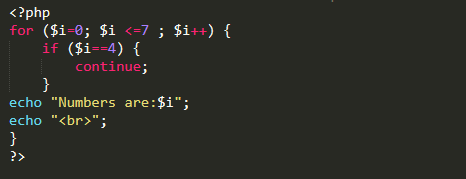 <?php
for ($i=0; $i <=7 ; $i++) {
    if ($i==4) {
        continue;
    }
echo "Numbers are:$i";
echo "<br>";
}
?>